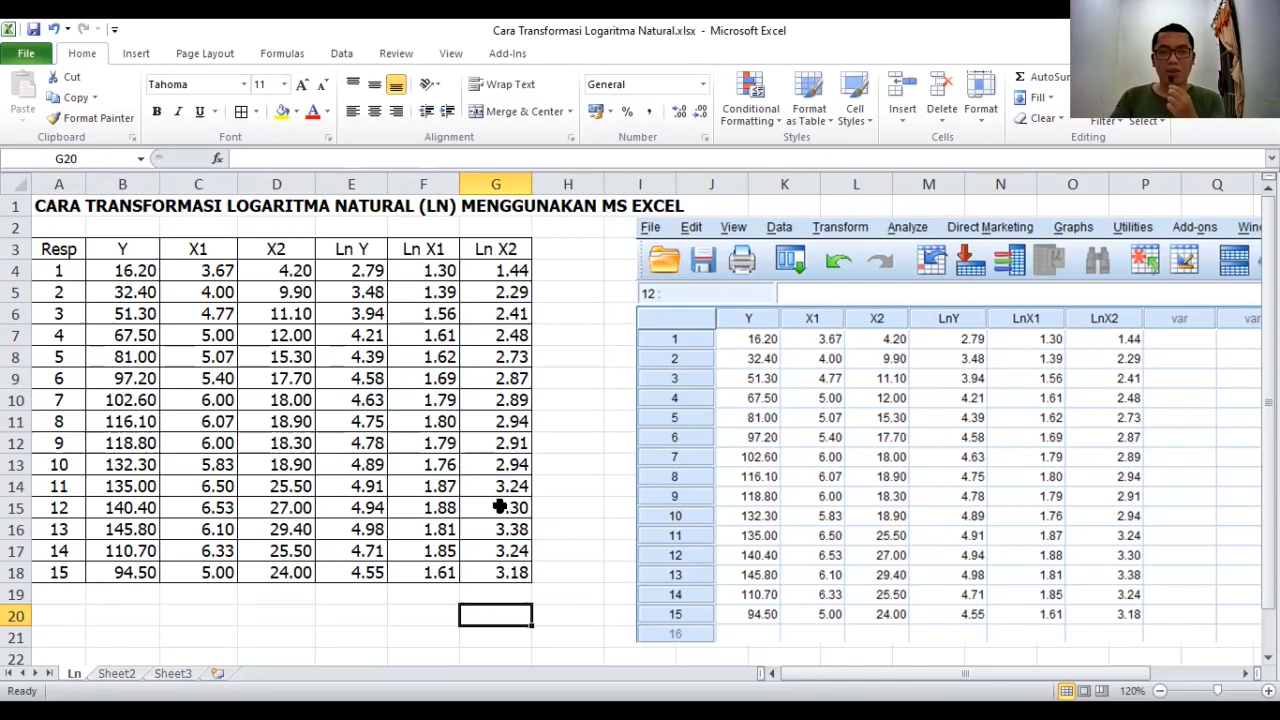 Cara Transformasi Logaritma Natural.xlsx - Microsoft Excel
File Home Insert Page Layout Formulas Data Review View Add-Ins
Paste Cut Copy Format Painter Clipboard
Tahoma 11 B I U A Font
Wrap Text Merge & Center Alignment
General % , Number
Conditional Formatting Format as Table Cell Styles Styles
Insert Delete Format Cells
Σ AutoSu Fill Clear Filter Select Editing
G20 fx
A B C D E F G H I J K L M N O P Q
1 CARA TRANSFORMASI LOGARITMA NATURAL (LN) MENGGUNAKAN MS EXCEL
2
3 Resp Y X1 X2 Ln Y Ln X1 Ln X2
4 1 16.20 3.67 4.20 2.79 1.30 1.44
5 2 32.40 4.00 9.90 3.48 1.39 2.29
6 3 51.30 4.77 11.10 3.94 1.56 2.41
7 4 67.50 5.00 12.00 4.21 1.61 2.48
8 5 81.00 5.07 15.30 4.39 1.62 2.73
9 6 97.20 5.40 17.70 4.58 1.69 2.87
10 7 102.60 6.00 18.00 4.63 1.79 2.89
11 8 116.10 6.07 18.90 4.75 1.80 2.94
12 9 118.80 6.00 18.30 4.78 1.79 2.91
13 10 132.30 5.83 18.90 4.89 1.76 2.94
14 11 135.00 6.50 25.50 4.91 1.87 3.24
15 12 140.40 6.53 27.00 4.94 1.88 .30
16 13 145.80 6.10 29.40 4.98 1.81 3.38
17 14 110.70 6.33 25.50 4.71 1.85 3.24
18 15 94.50 5.00 24.00 4.55 1.61 3.18
19
20
21
22
File Edit View Data Transform Analyze Direct Marketing Graphs Utilities Add-ons Win
12 :
Y X1 X2 LnY LnX1 LnX2 var var
1 16.20 3.67 4.20 2.79 1.30 1.44
2 32.40 4.00 9.90 3.48 1.39 2.29
3 51.30 4.77 11.10 3.94 1.56 2.41
4 67.50 5.00 12.00 4.21 1.61 2.48
5 81.00 5.07 15.30 4.39 1.62 2.73
6 97.20 5.40 17.70 4.58 1.69 2.87
7 102.60 6.00 18.00 4.63 1.79 2.89
8 116.10 6.07 18.90 4.75 1.80 2.94
9 118.80 6.00 18.30 4.78 1.79 2.91
10 132.30 5.83 18.90 4.89 1.76 2.94
11 135.00 6.50 25.50 4.91 1.87 3.24
12 140.40 6.53 27.00 4.94 1.88 3.30
13 145.80 6.10 29.40 4.98 1.81 3.38
14 110.70 6.33 25.50 4.71 1.85 3.24
15 94.50 5.00 24.00 4.55 1.61 3.18
16
Ln Sheet2 Sheet3
Ready 120%